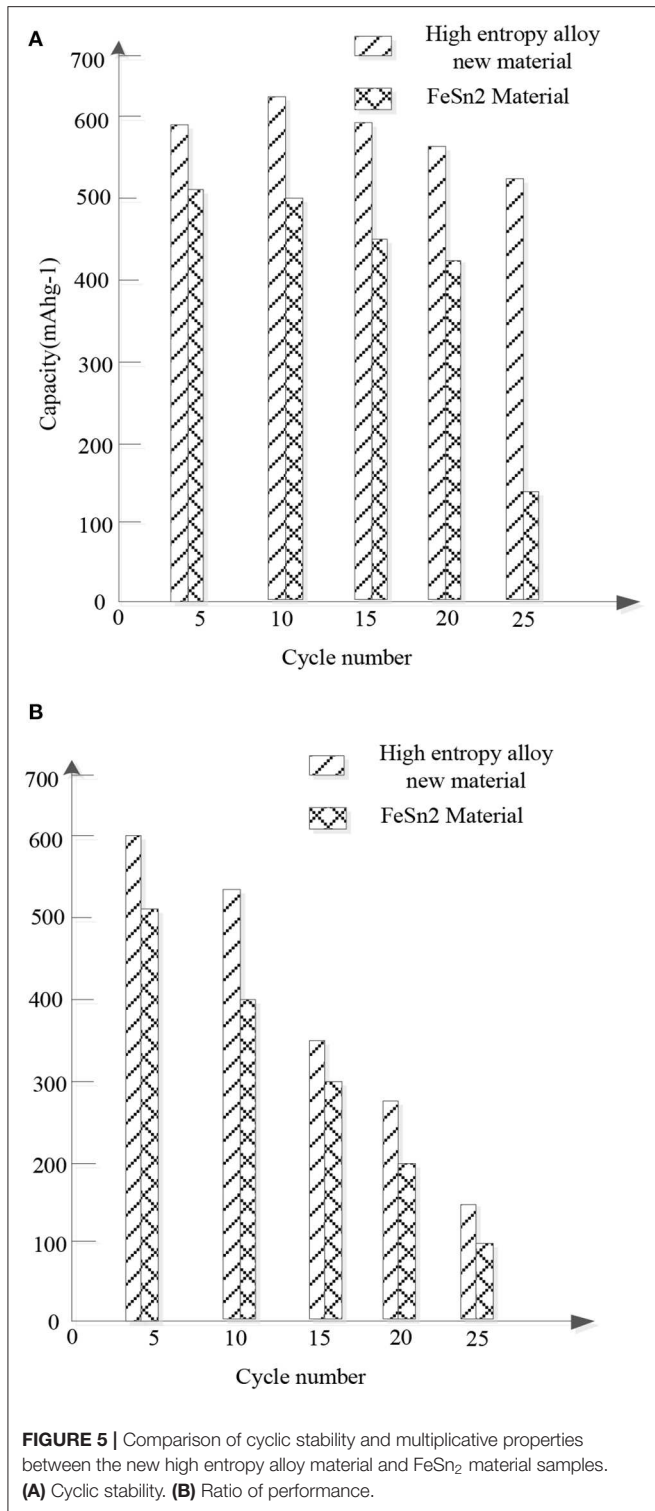 A
700
600
500
400
300
200
100
0
Capacity(mAhg-1)
High entropy alloy
new material
FeSn2 Material
0 5 10 15 20 25
Cycle number
B
700
600
500
400
300
200
100
0
High entropy alloy
new material
FeSn2 Material
0 5 10 15 20 25
Cycle number
FIGURE 5 | Comparison of cyclic stability and multiplicative properties
between the new high entropy alloy material and FeSn₂ material samples.
(A) Cyclic stability. (B) Ratio of performance.